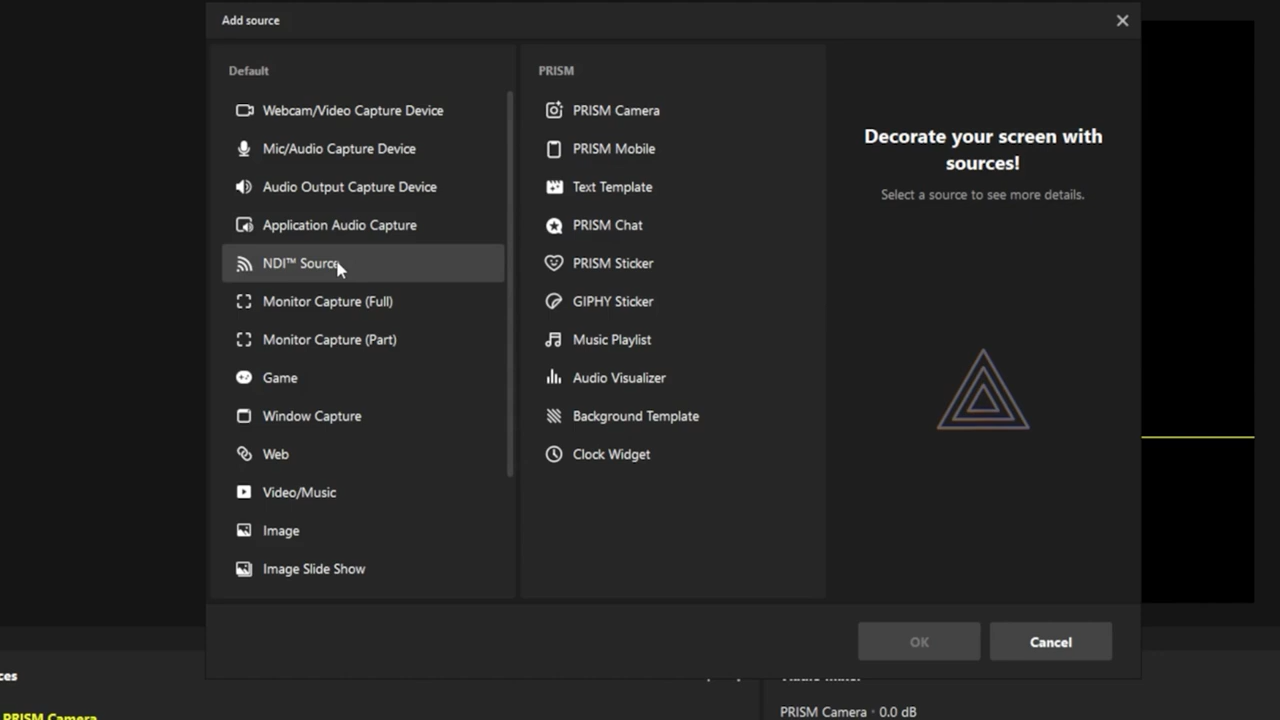 Add source
Default
Webcam/Video Capture Device
Mic/Audio Capture Device
Audio Output Capture Device
Application Audio Capture
NDI™ Source
Monitor Capture (Full)
Monitor Capture (Part)
Game
Window Capture
Web
Video/Music
Image
Image Slide Show
PRISM
PRISM Camera
PRISM Mobile
Text Template
PRISM Chat
PRISM Sticker
GIPHY Sticker
Music Playlist
Audio Visualizer
Background Template
Clock Widget
Decorate your screen with
sources!
Select a source to see more details.
OK
Cancel
ces
PRISM Camera
PRISM Camera • 0.0 dB